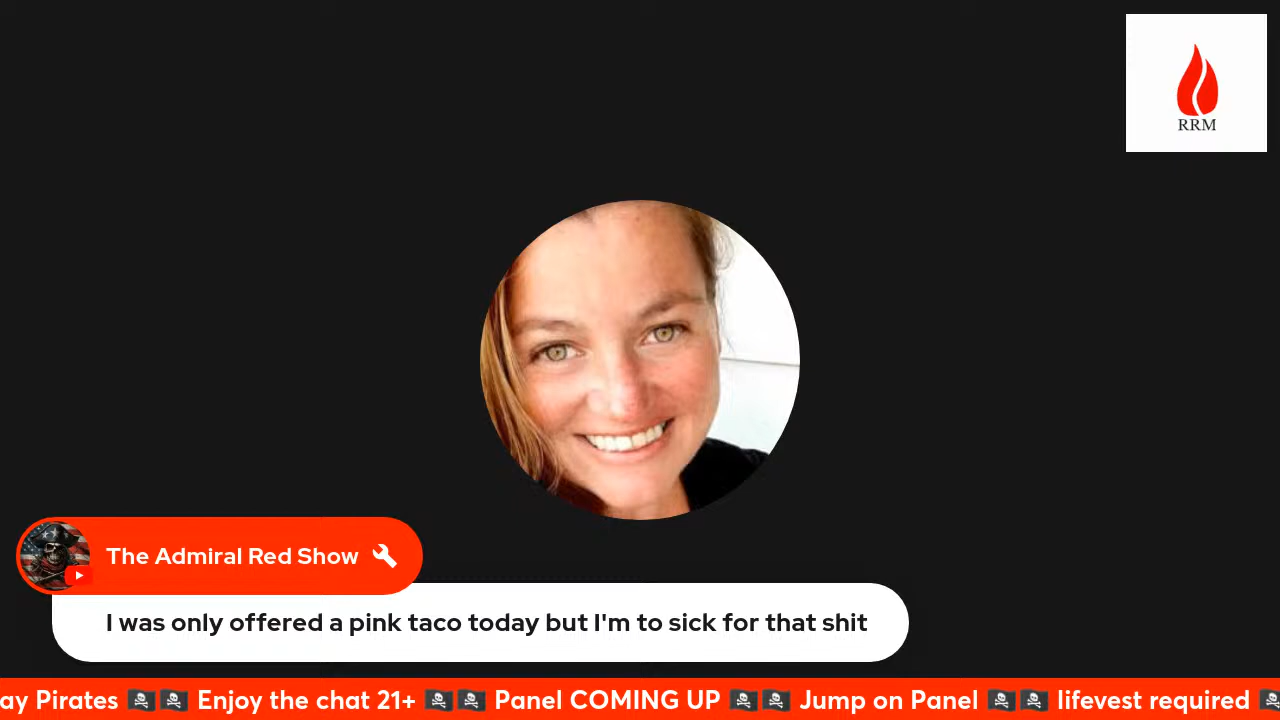 RRM
The Admiral Red Show
I was only offered a pink taco today but I'm to sick for that shit
ay Pirates 🏴‍☠️🏴‍☠️ Enjoy the chat 21+ 🏴‍☠️🏴‍☠️ Panel COMING UP 🏴‍☠️🏴‍☠️ Jump on Panel 🏴‍☠️🏴‍☠️ lifevest required 🏴‍☠️